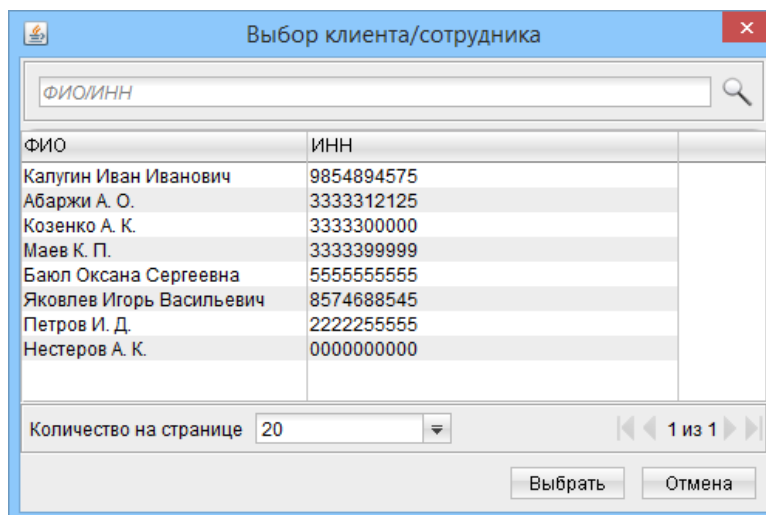 Выбор клиента/сотрудника
ФИО/ИНН
ФИО ИНН
Калугин Иван Иванович 9854894575
Абаржи А. О. 3333312125
Козенко А. К. 3333300000
Маев К. П. 3333399999
Баюл Оксана Сергеевна 5555555555
Яковлев Игорь Васильевич 8574688545
Петров И. Д. 2222255555
Нестеров А. К. 0000000000
Количество на странице 20 1 из 1
Выбрать Отмена